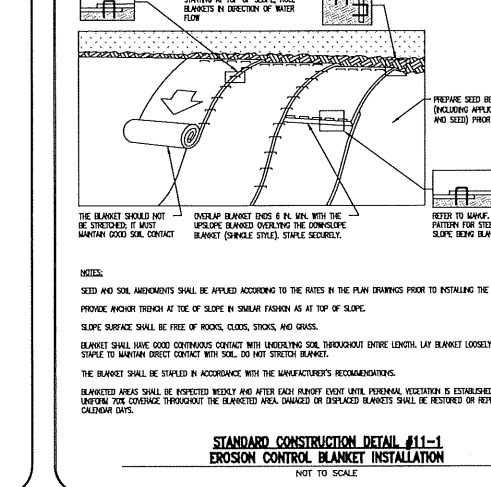 STARTING AT TOP OF SLOPE, ROLL
BLANKETS IN DIRECTION OF WATER
FLOW
PREPARE SEED BE
(INCLUDING APPLIC
AND SEED) PRIOR
THE BLANKET SHOULD NOT
BE STRETCHED; IT MUST
MAINTAIN GOOD SOIL CONTACT
OVERLAP BLANKET ENDS 6 IN. MIN. WITH THE
UPSLOPE BLANKED OVERLYING THE DOWNSLOPE
BLANKET (SHINGLE STYLE). STAPLE SECURELY.
REFER TO MANUF.
PATTERN FOR STEE
SLOPE BEING BLAN
NOTES:
SEED AND SOIL AMENDMENTS SHALL BE APPLIED ACCORDING TO THE RATES IN THE PLAN DRAWINGS PRIOR TO INSTALLING THE
PROVIDE ANCHOR TRENCH AT TOE OF SLOPE IN SIMILAR FASHION AS AT TOP OF SLOPE.
SLOPE SURFACE SHALL BE FREE OF ROCKS, CLODS, STICKS, AND GRASS.
BLANKET SHALL HAVE GOOD CONTINUOUS CONTACT WITH UNDERLYING SOIL THROUGHOUT ENTIRE LENGTH. LAY BLANKET LOOSELY
STAPLE TO MAINTAIN DIRECT CONTACT WITH SOIL. DO NOT STRETCH BLANKET.
THE BLANKET SHALL BE STAPLED IN ACCORDANCE WITH THE MANUFACTURER'S RECOMMENDATIONS.
BLANKETED AREAS SHALL BE INSPECTED WEEKLY AND AFTER EACH RUNOFF EVENT UNTIL PERENNIAL VEGETATION IS ESTABLISHED
UNIFORM 70% COVERAGE THROUGHOUT THE BLANKETED AREA. DAMAGED OR DISPLACED BLANKETS SHALL BE RESTORED OR REP
CALENDAR DAYS.
STANDARD CONSTRUCTION DETAIL #11-1
EROSION CONTROL BLANKET INSTALLATION
NOT TO SCALE